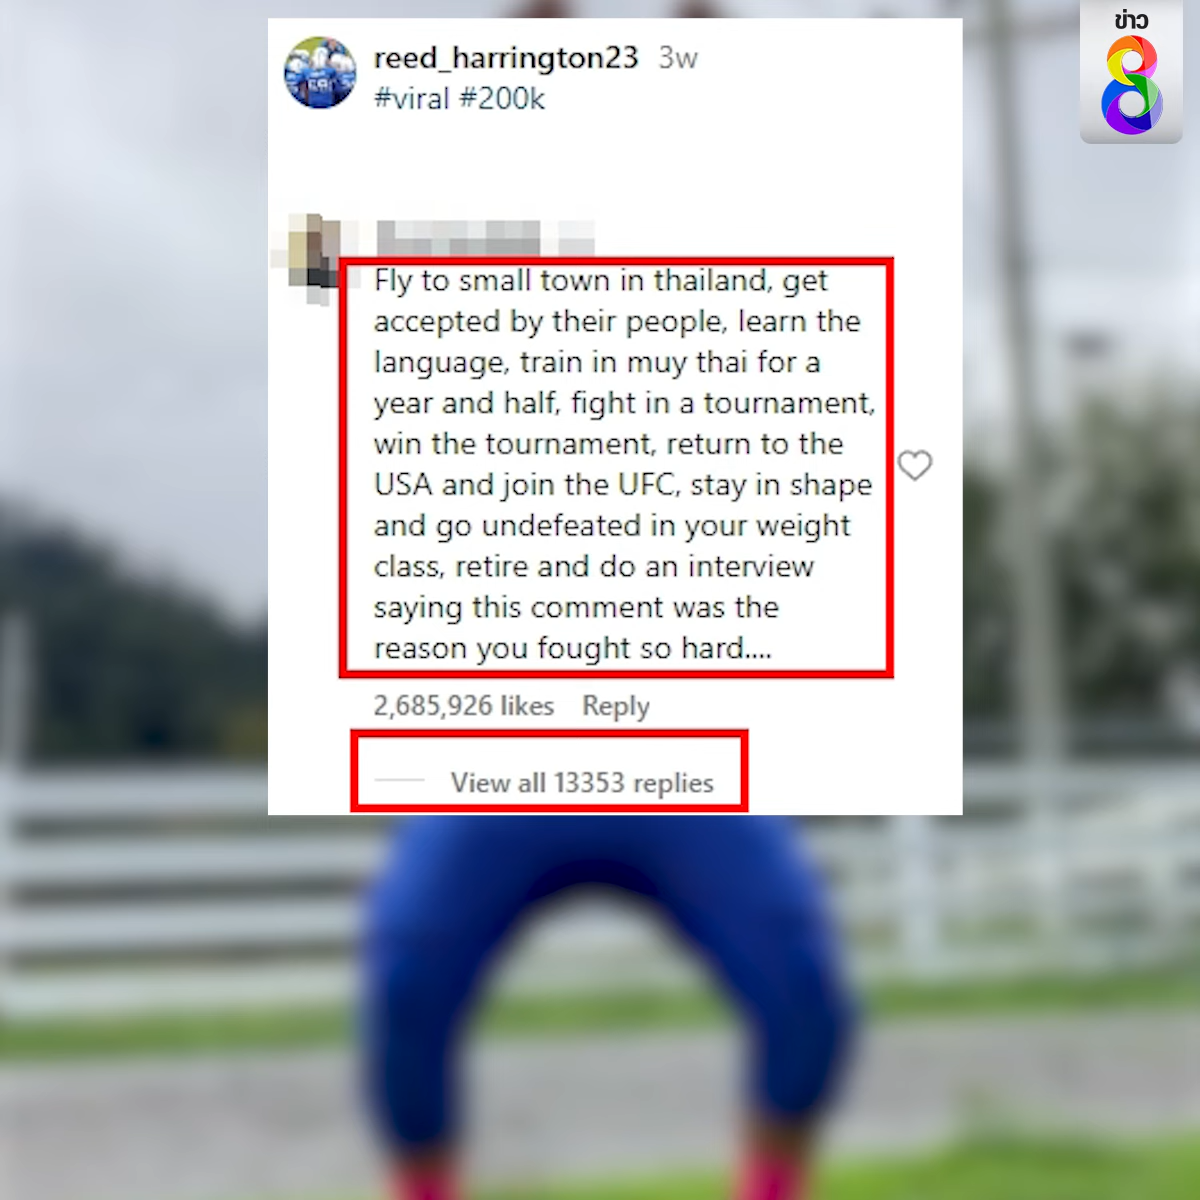 ข่าว
8
reed_harrington23 3w
#viral #200k
Fly to small town in thailand, get
accepted by their people, learn the
language, train in muy thai for a
year and half, fight in a tournament,
win the tournament, return to the
USA and join the UFC, stay in shape
and go undefeated in your weight
class, retire and do an interview
saying this comment was the
reason you fought so hard....
2,685,926 likes Reply
View all 13353 replies